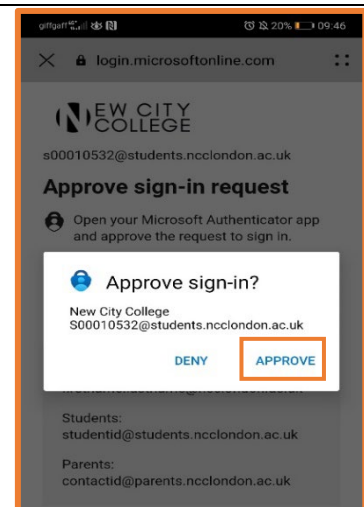 giffgaff 20% 09:46
login.microsoftonline.com
NEW CITY
COLLEGE
s00010532@students.ncclondon.ac.uk
Approve sign-in request
Open your Microsoft Authenticator app
and approve the request to sign in.
Approve sign-in?
New City College
S00010532@students.ncclondon.ac.uk
DENY APPROVE
Students:
studentid@students.ncclondon.ac.uk
Parents:
contactid@parents.ncclondon.ac.uk